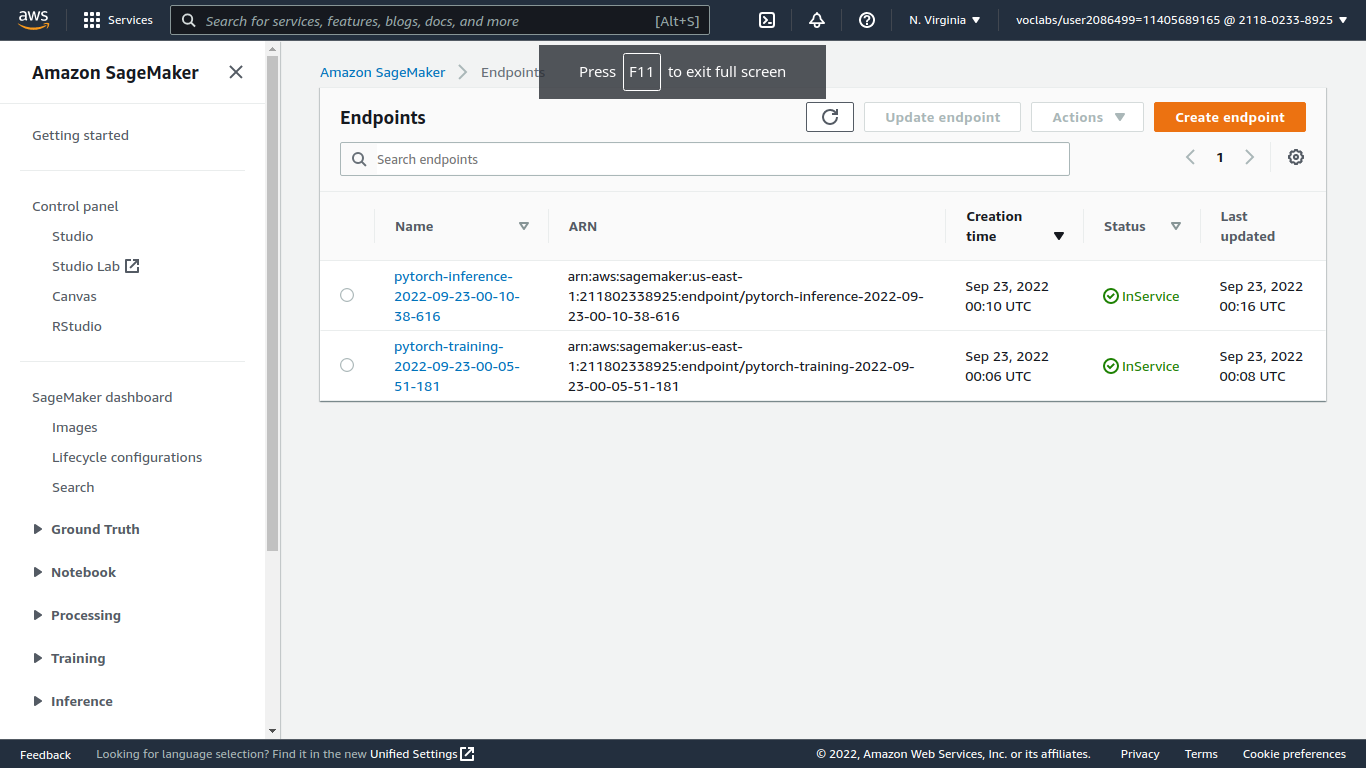 aws
Services
Search for services, features, blogs, docs, and more
[Alt+S]
N. Virginia
voclabs/user2086499=11405689165 @ 2118-0233-8925
Amazon SageMaker
Getting started
Control panel
Studio
Studio Lab
Canvas
RStudio
SageMaker dashboard
Images
Lifecycle configurations
Search
Ground Truth
Notebook
Processing
Training
Inference
Amazon SageMaker
Endpoints
Press F11 to exit full screen
Endpoints
Update endpoint
Actions
Create endpoint
Search endpoints
1
Name
ARN
Creation
time
Status
Last
updated
pytorch-inference-
2022-09-23-00-10-
38-616
arn:aws:sagemaker:us-east-
1:211802338925:endpoint/pytorch-inference-2022-09-
23-00-10-38-616
Sep 23, 2022
00:10 UTC
InService
Sep 23, 2022
00:16 UTC
pytorch-training-
2022-09-23-00-05-
51-181
arn:aws:sagemaker:us-east-
1:211802338925:endpoint/pytorch-training-2022-09-
23-00-05-51-181
Sep 23, 2022
00:06 UTC
InService
Sep 23, 2022
00:08 UTC
Feedback
Looking for language selection? Find it in the new Unified Settings
© 2022, Amazon Web Services, Inc. or its affiliates.
Privacy
Terms
Cookie preferences